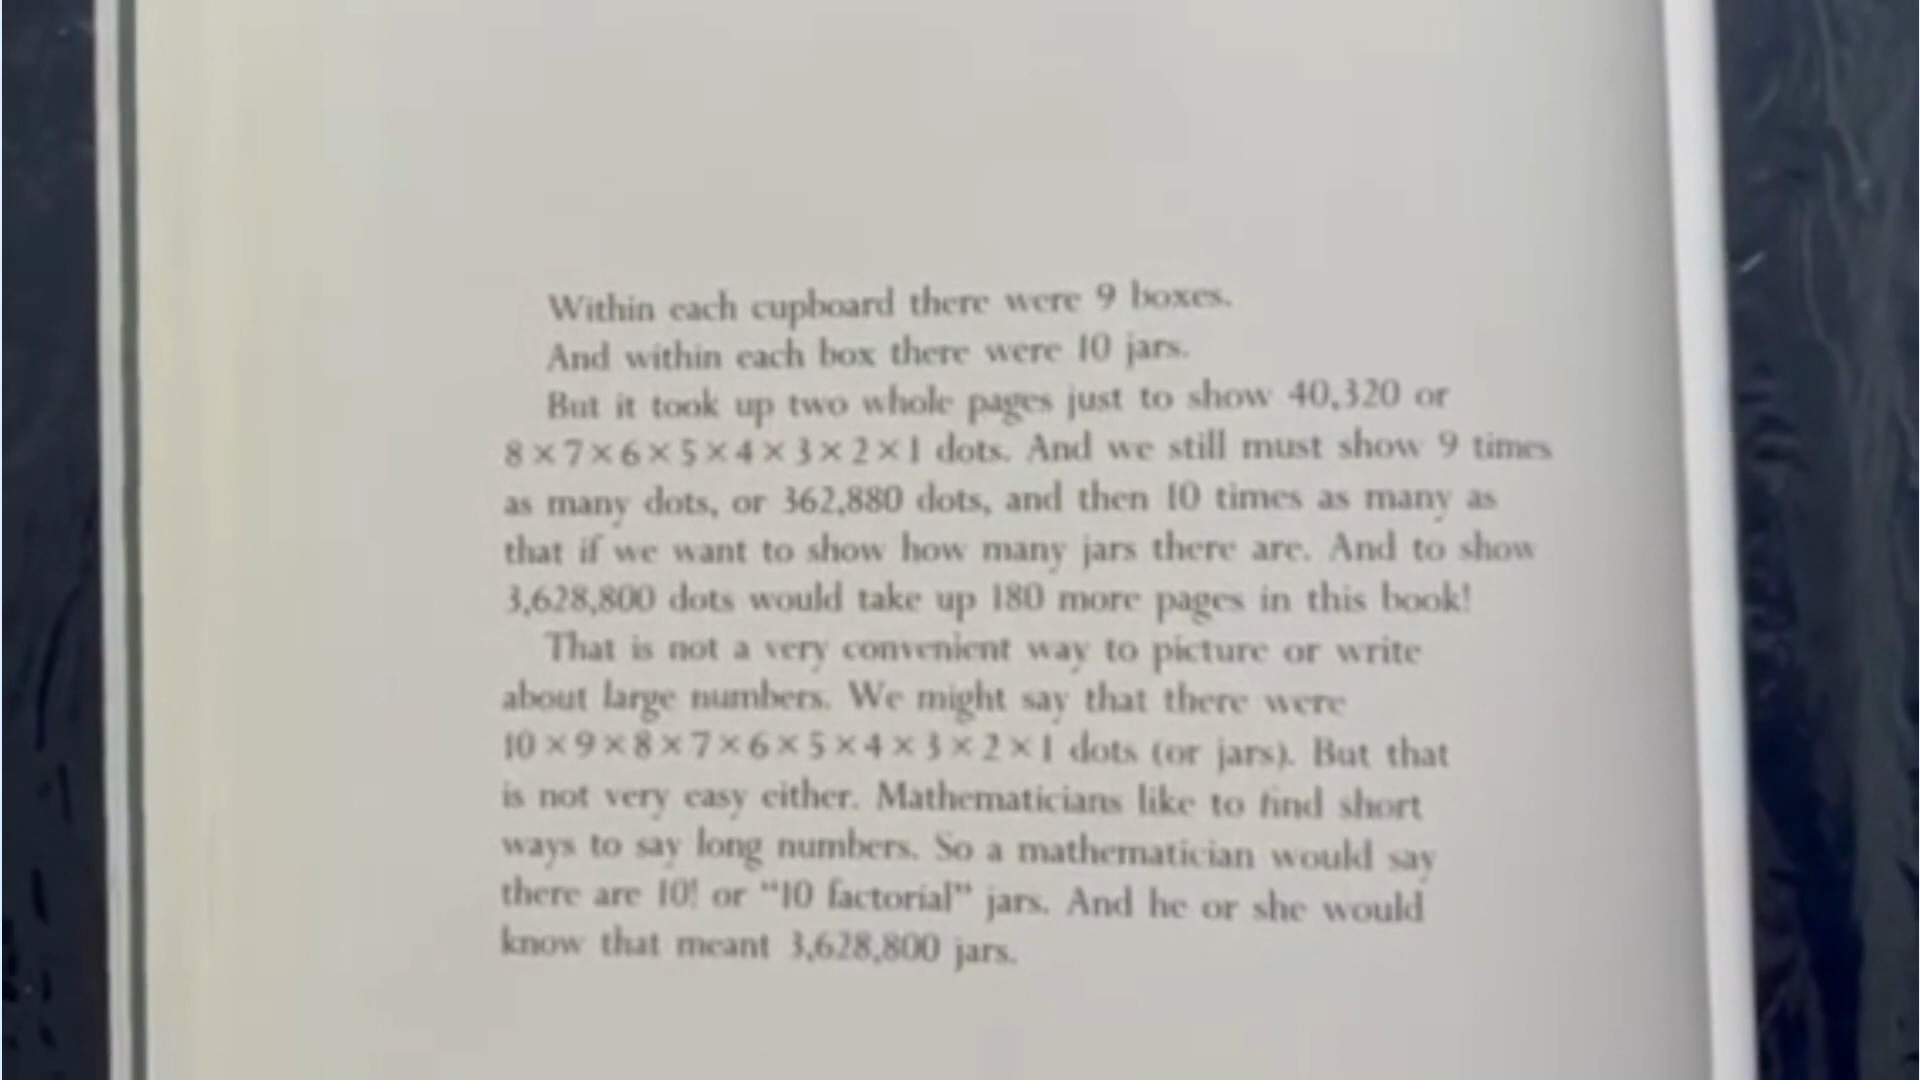 Within each cupboard there were 9 boxes.
And within each box there were 10 jars.
But it took up two whole pages just to show 40,320 or
8×7×6×5×4×3×2×1 dots. And we still must show 9 times
as many dots, or 362,880 dots, and then 10 times as many as
that if we want to show how many jars there are. And to show
3,628,800 dots would take up 180 more pages in this book!
That is not a very convenient way to picture or write
about large numbers. We might say that there were
10×9×8×7×6×5×4×3×2×1 dots (or jars). But that
is not very easy either. Mathematicians like to find short
ways to say long numbers. So a mathematician would say
there are 10! or “10 factorial” jars. And he or she would
know that meant 3,628,800 jars.